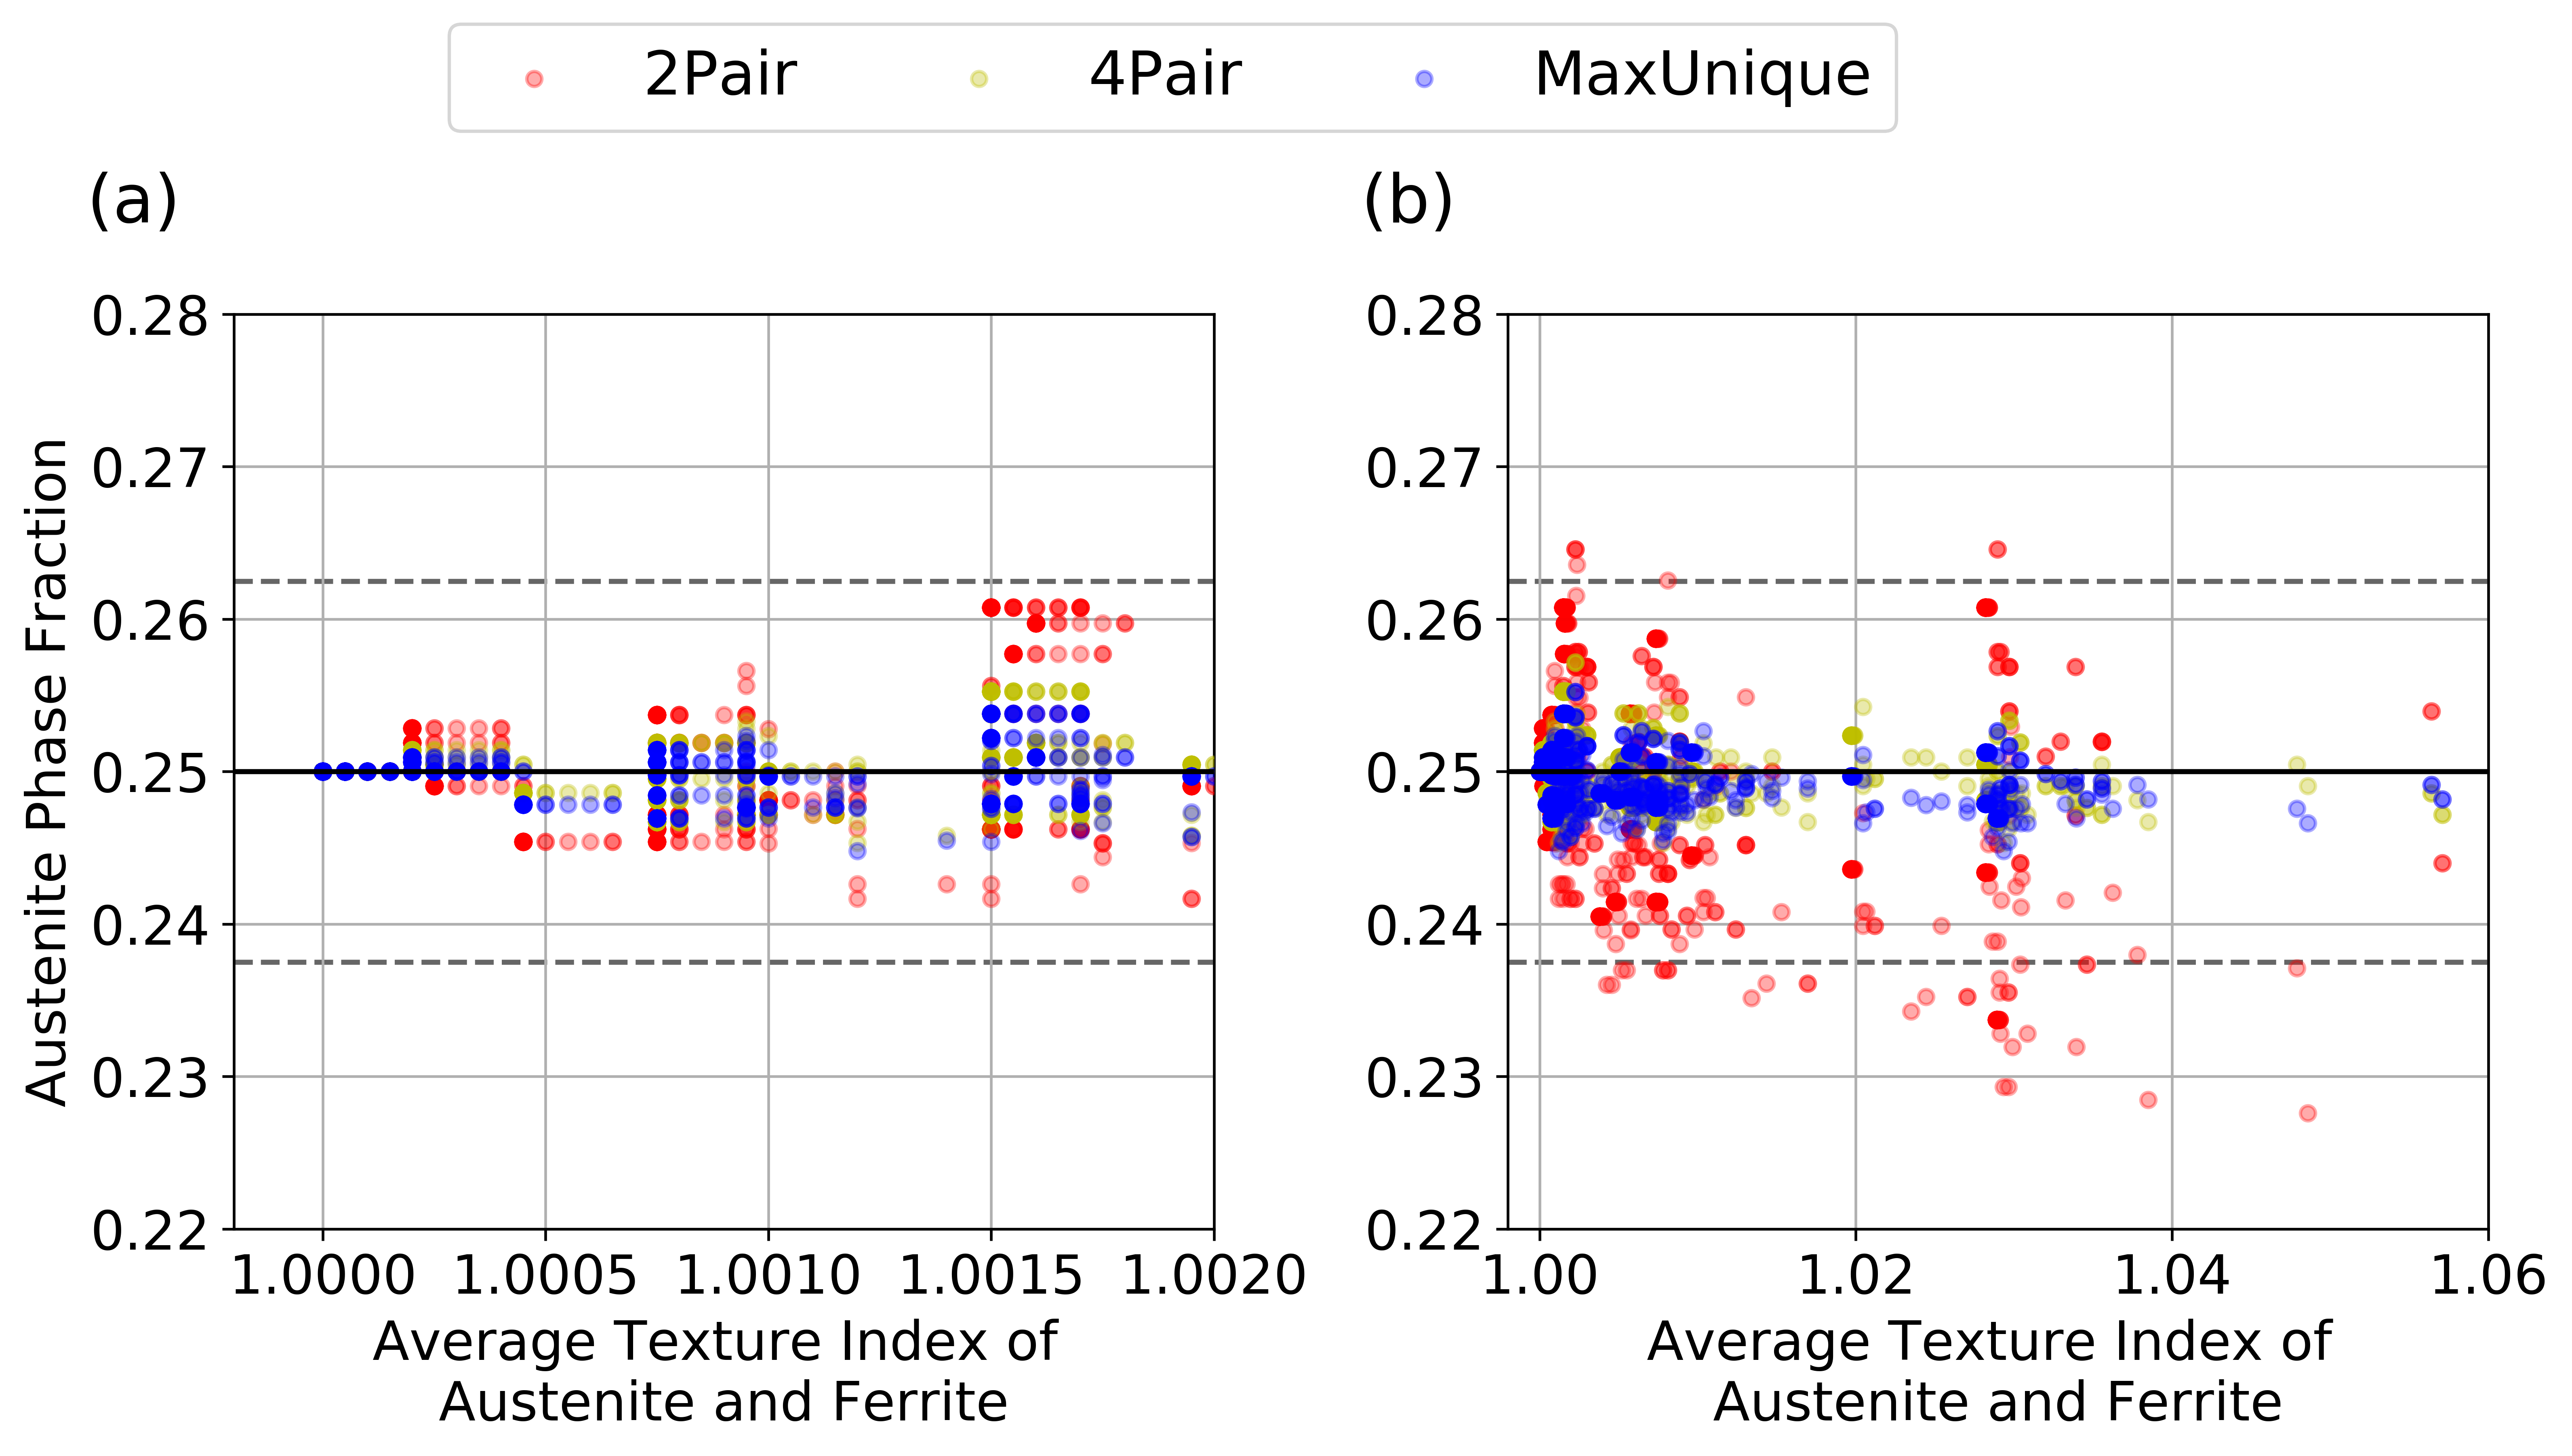 2Pair 4Pair MaxUnique
(a) (b)
Austenite Phase Fraction
0.28
0.27
0.26
0.25
0.24
0.23
0.22
1.0000 1.0005 1.0010 1.0015 1.0020
Average Texture Index of
Austenite and Ferrite
0.28
0.27
0.26
0.25
0.24
0.23
0.22
1.00 1.02 1.04 1.06
Average Texture Index of
Austenite and Ferrite